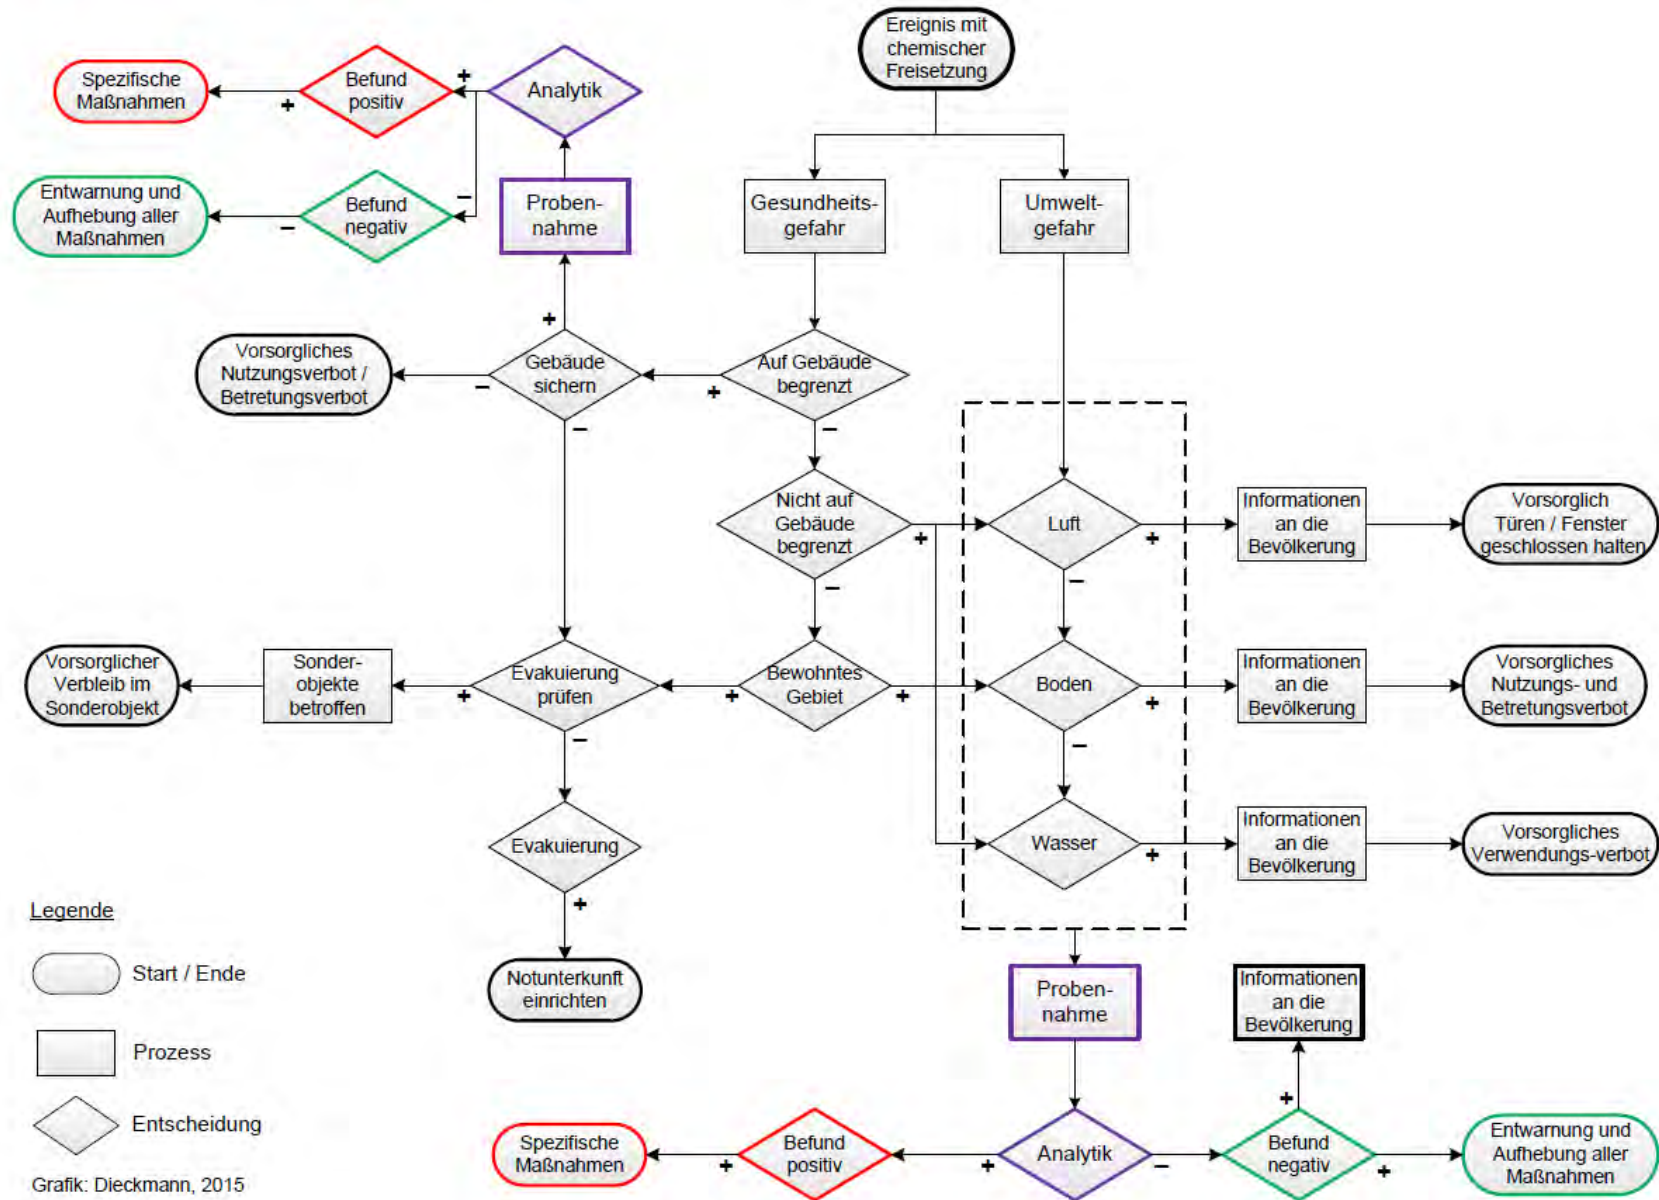 Ereignis mit
chemischer
Freisetzung
Spezifische
Maßnahmen
+
Befund
positiv
+
Analytik
Entwarnung und
Aufhebung aller
Maßnahmen
–
Befund
negativ
–
Proben-
nahme
Gesundheits-
gefahr
Umwelt-
gefahr
+
Vorsorgliches
Nutzungsverbot /
Betretungsverbot
–
Gebäude
sichern
–
+
Auf Gebäude
begrenzt
–
Nicht auf
Gebäude
begrenzt
+
–
Luft
+
–
Informationen
an die
Bevölkerung
Vorsorglich
Türen / Fenster
geschlossen halten
Vorsorglicher
Verbleib im
Sonderobjekt
Sonder-
objekte
betroffen
+
Evakuierung
prüfen
–
+
Bewohntes
Gebiet
+
Boden
+
–
Informationen
an die
Bevölkerung
Vorsorgliches
Nutzungs- und
Betretungsverbot
Evakuierung
+
Wasser
+
Informationen
an die
Bevölkerung
Vorsorgliches
Verwendungs-verbot
Notunterkunft
einrichten
Proben-
nahme
Informationen
an die
Bevölkerung
+
Spezifische
Maßnahmen
+
Befund
positiv
+
Analytik
–
Befund
negativ
+
Entwarnung und
Aufhebung aller
Maßnahmen
Legende
Start / Ende
Prozess
Entscheidung
Grafik: Dieckmann, 2015